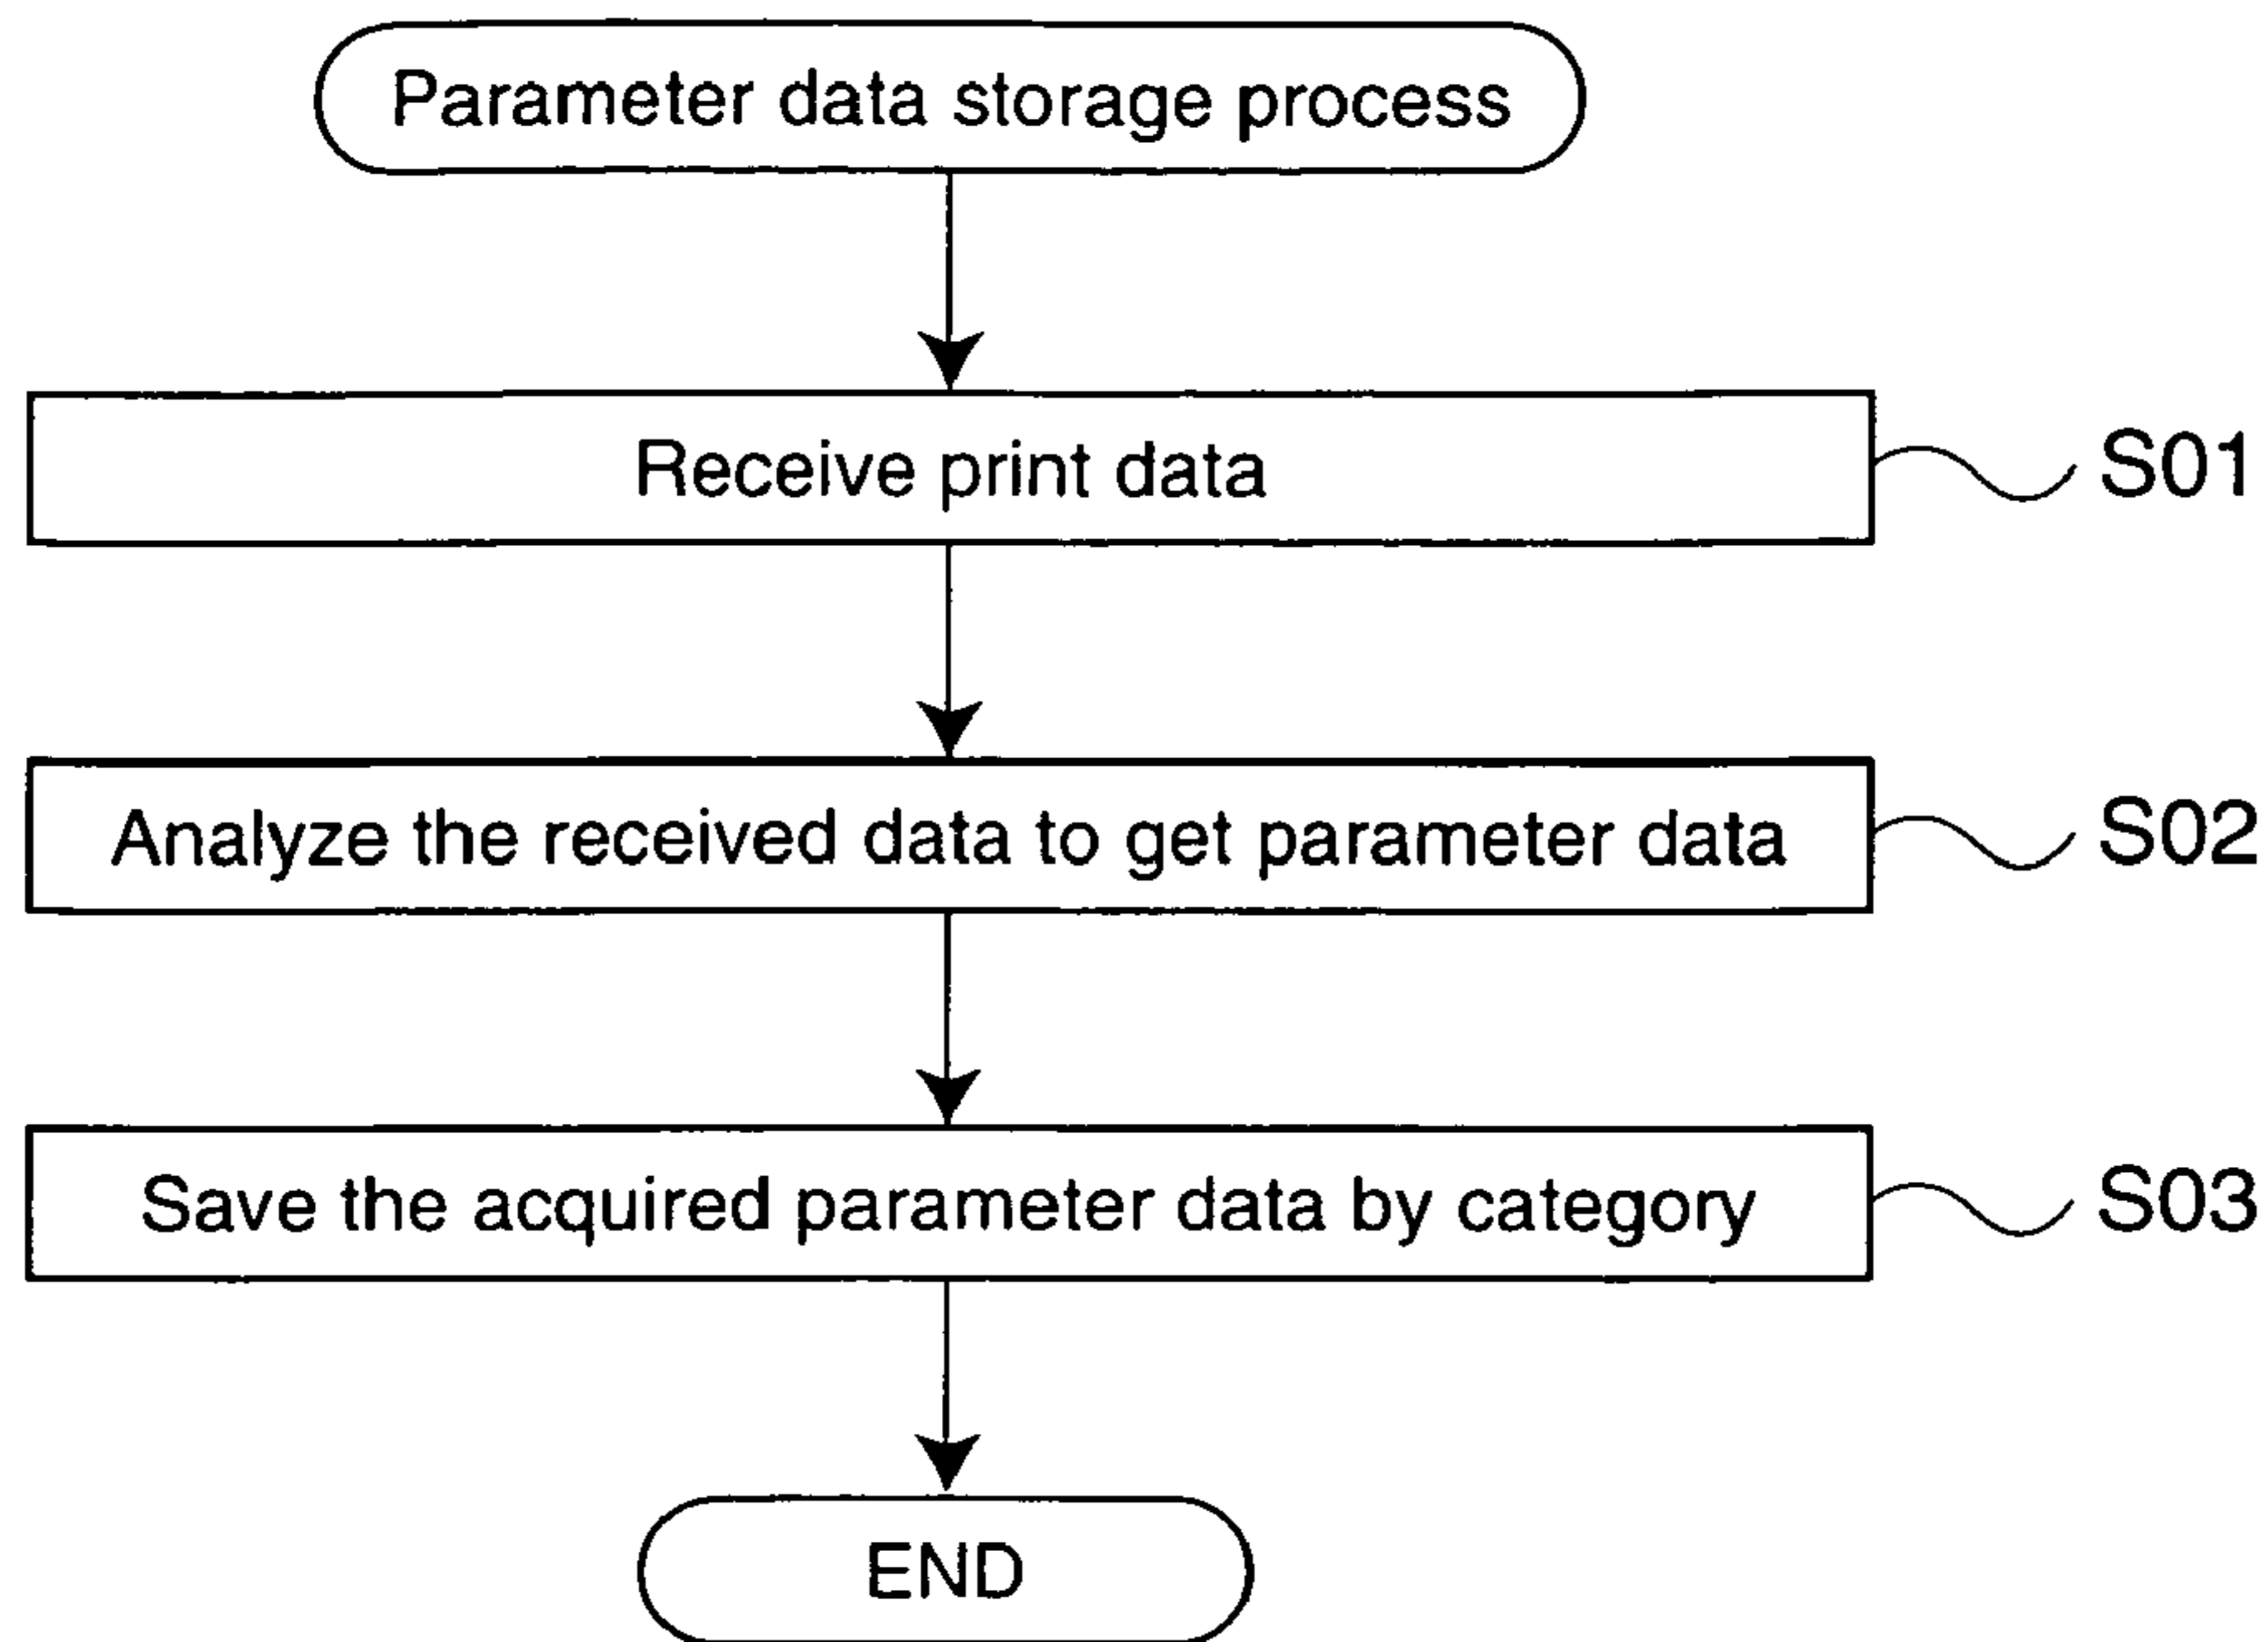 Parameter data storage process
Receive print data
S01
Analyze the received data to get parameter data
S02
Save the acquired parameter data by category
S03
END